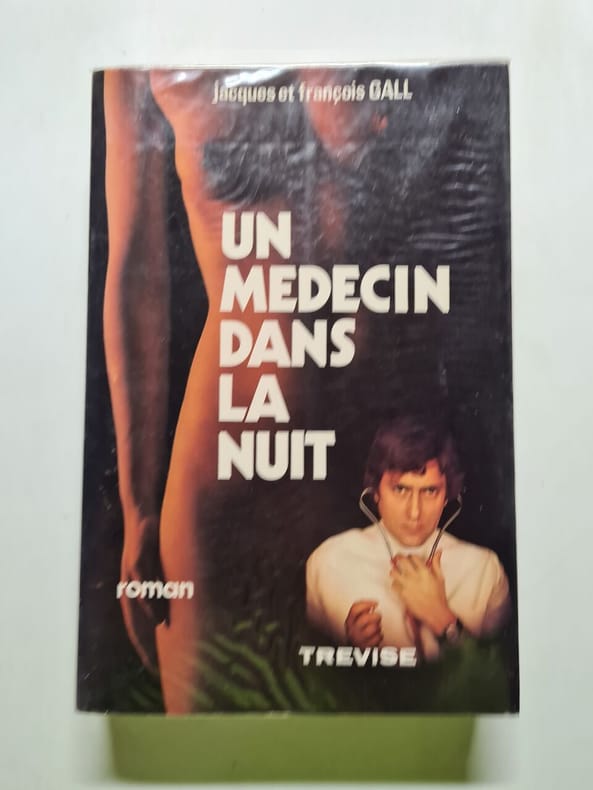 jacques et françois GALL
UN
MEDECIN
DANS
LA
NUIT
roman
TREVISE